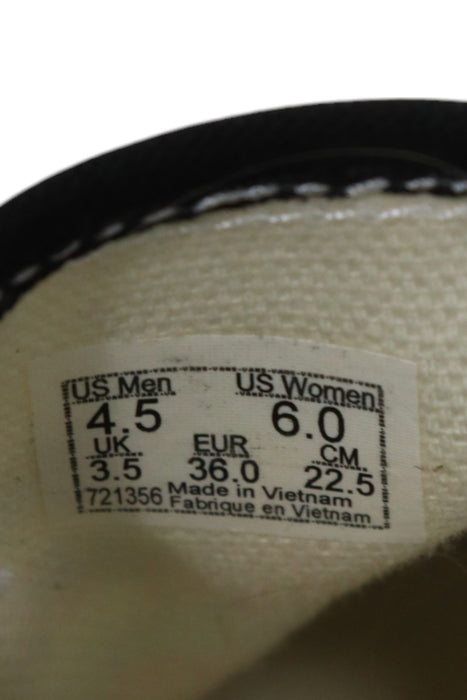 US Men US Women
4.5 6.0
UK EUR CM
3.5 36.0 22.5
721356 Made in Vietnam
Fabrique en Vietnam